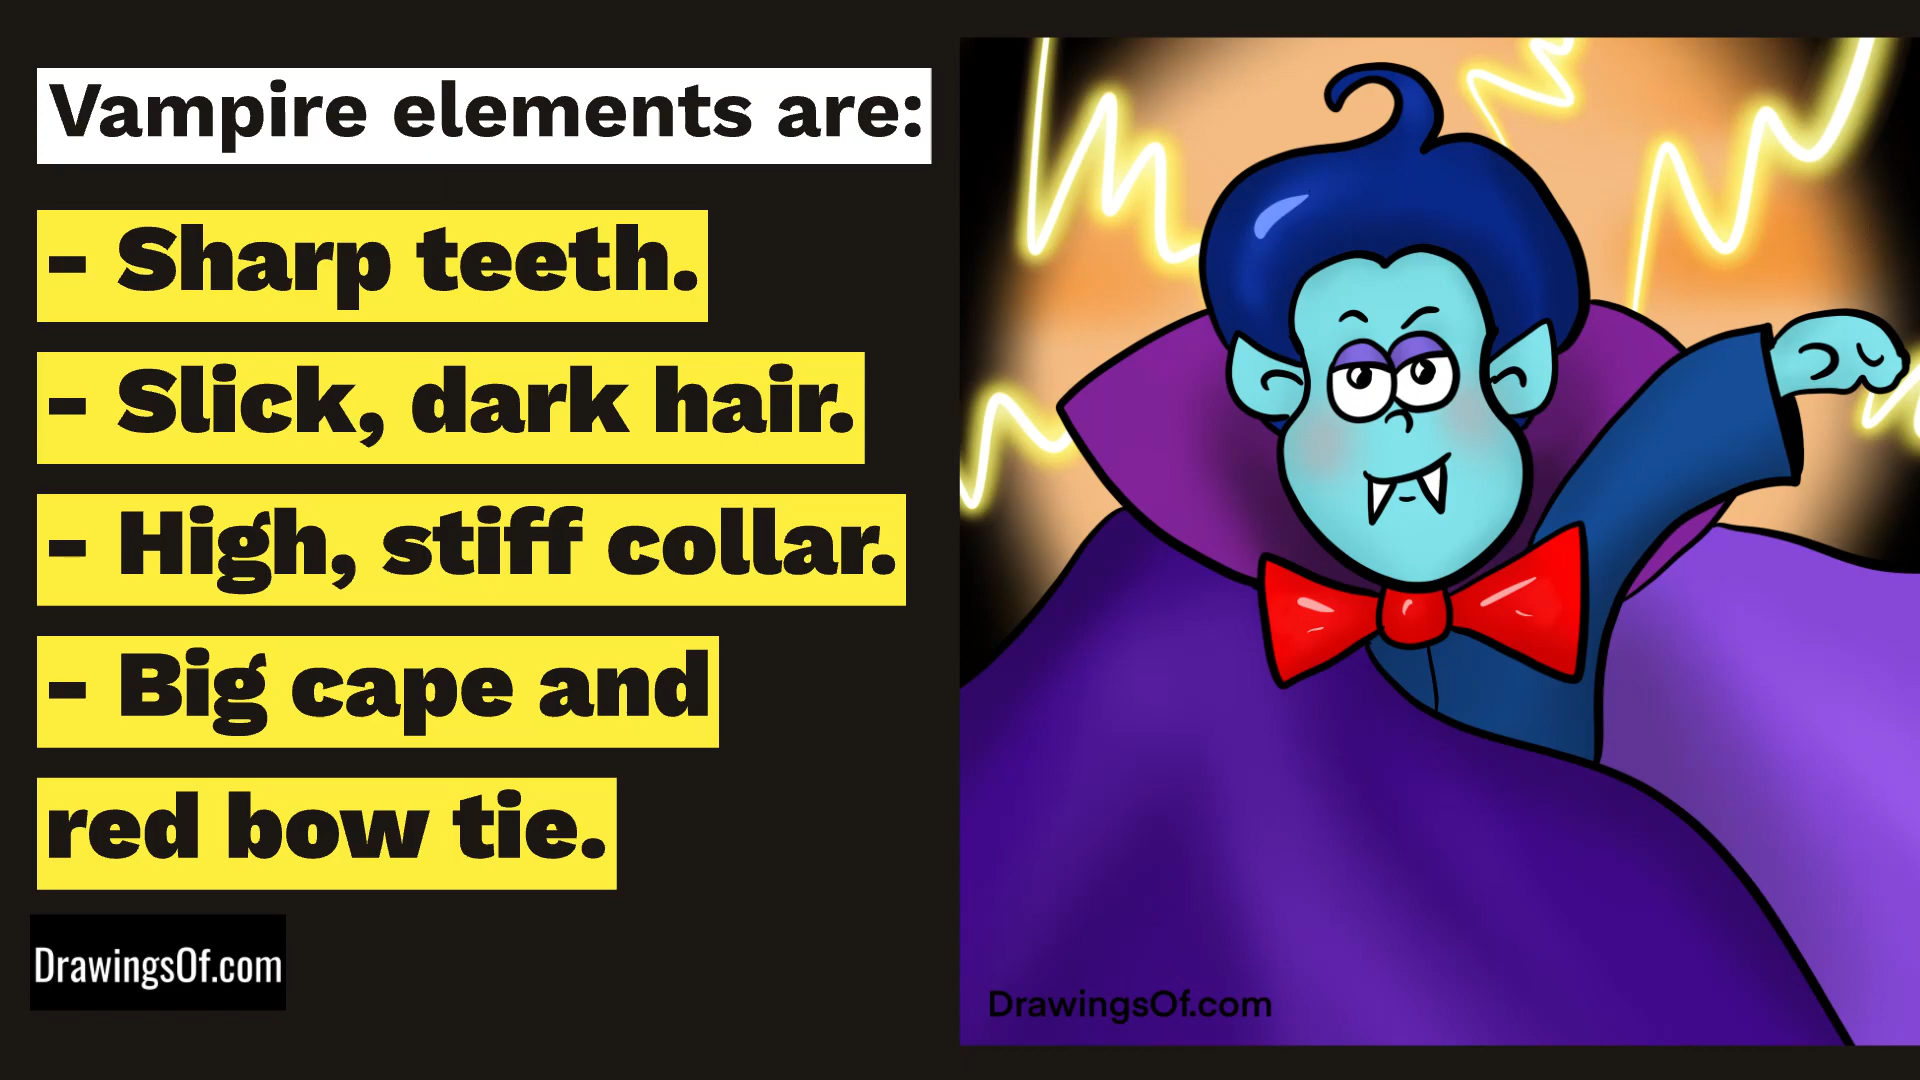 Vampire elements are:
- Sharp teeth.
- Slick, dark hair.
- High, stiff collar.
- Big cape and
red bow tie.
DrawingsOf.com
DrawingsOf.com